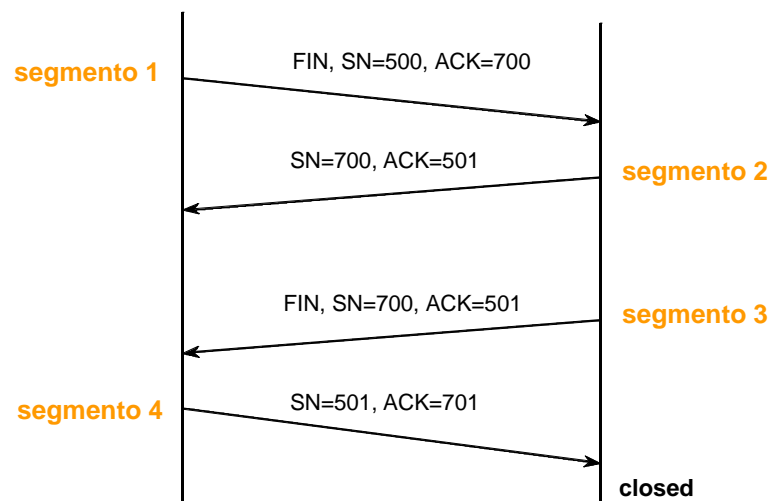 FIN, SN=500, ACK=700
segmento 1
SN=700, ACK=501
segmento 2
FIN, SN=700, ACK=501
segmento 3
SN=501, ACK=701
segmento 4
closed